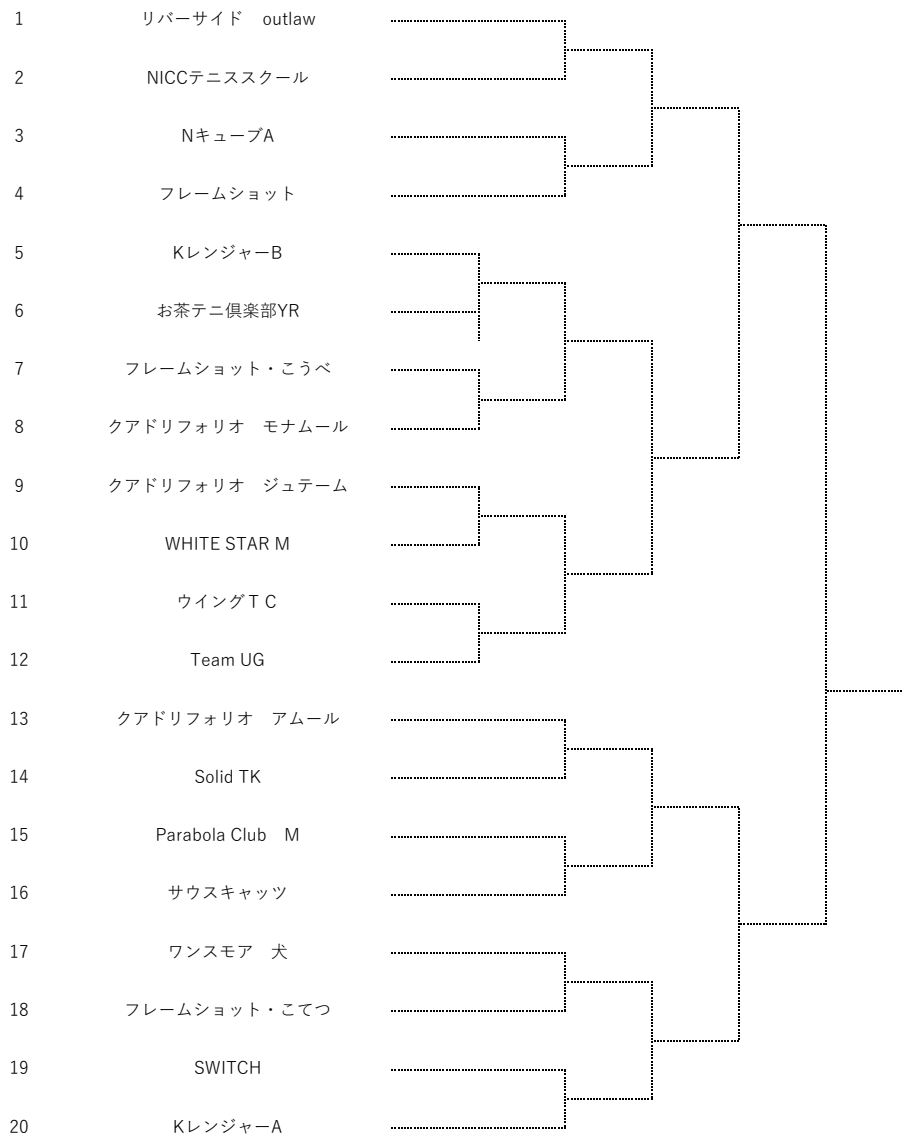 1 リバーサイド　outlaw
2 NICCテニススクール
3 NキューブA
4 フレームショット
5 KレンジャーB
6 お茶テニ倶楽部YR
7 フレームショット・こうべ
8 クアドリフォリオ　モナムール
9 クアドリフォリオ　ジュテーム
10 WHITE STAR M
11 ウイングＴＣ
12 Team UG
13 クアドリフォリオ　アムール
14 Solid TK
15 Parabola Club　M
16 サウスキャッツ
17 ワンスモア　犬
18 フレームショット・こてつ
19 SWITCH
20 KレンジャーA